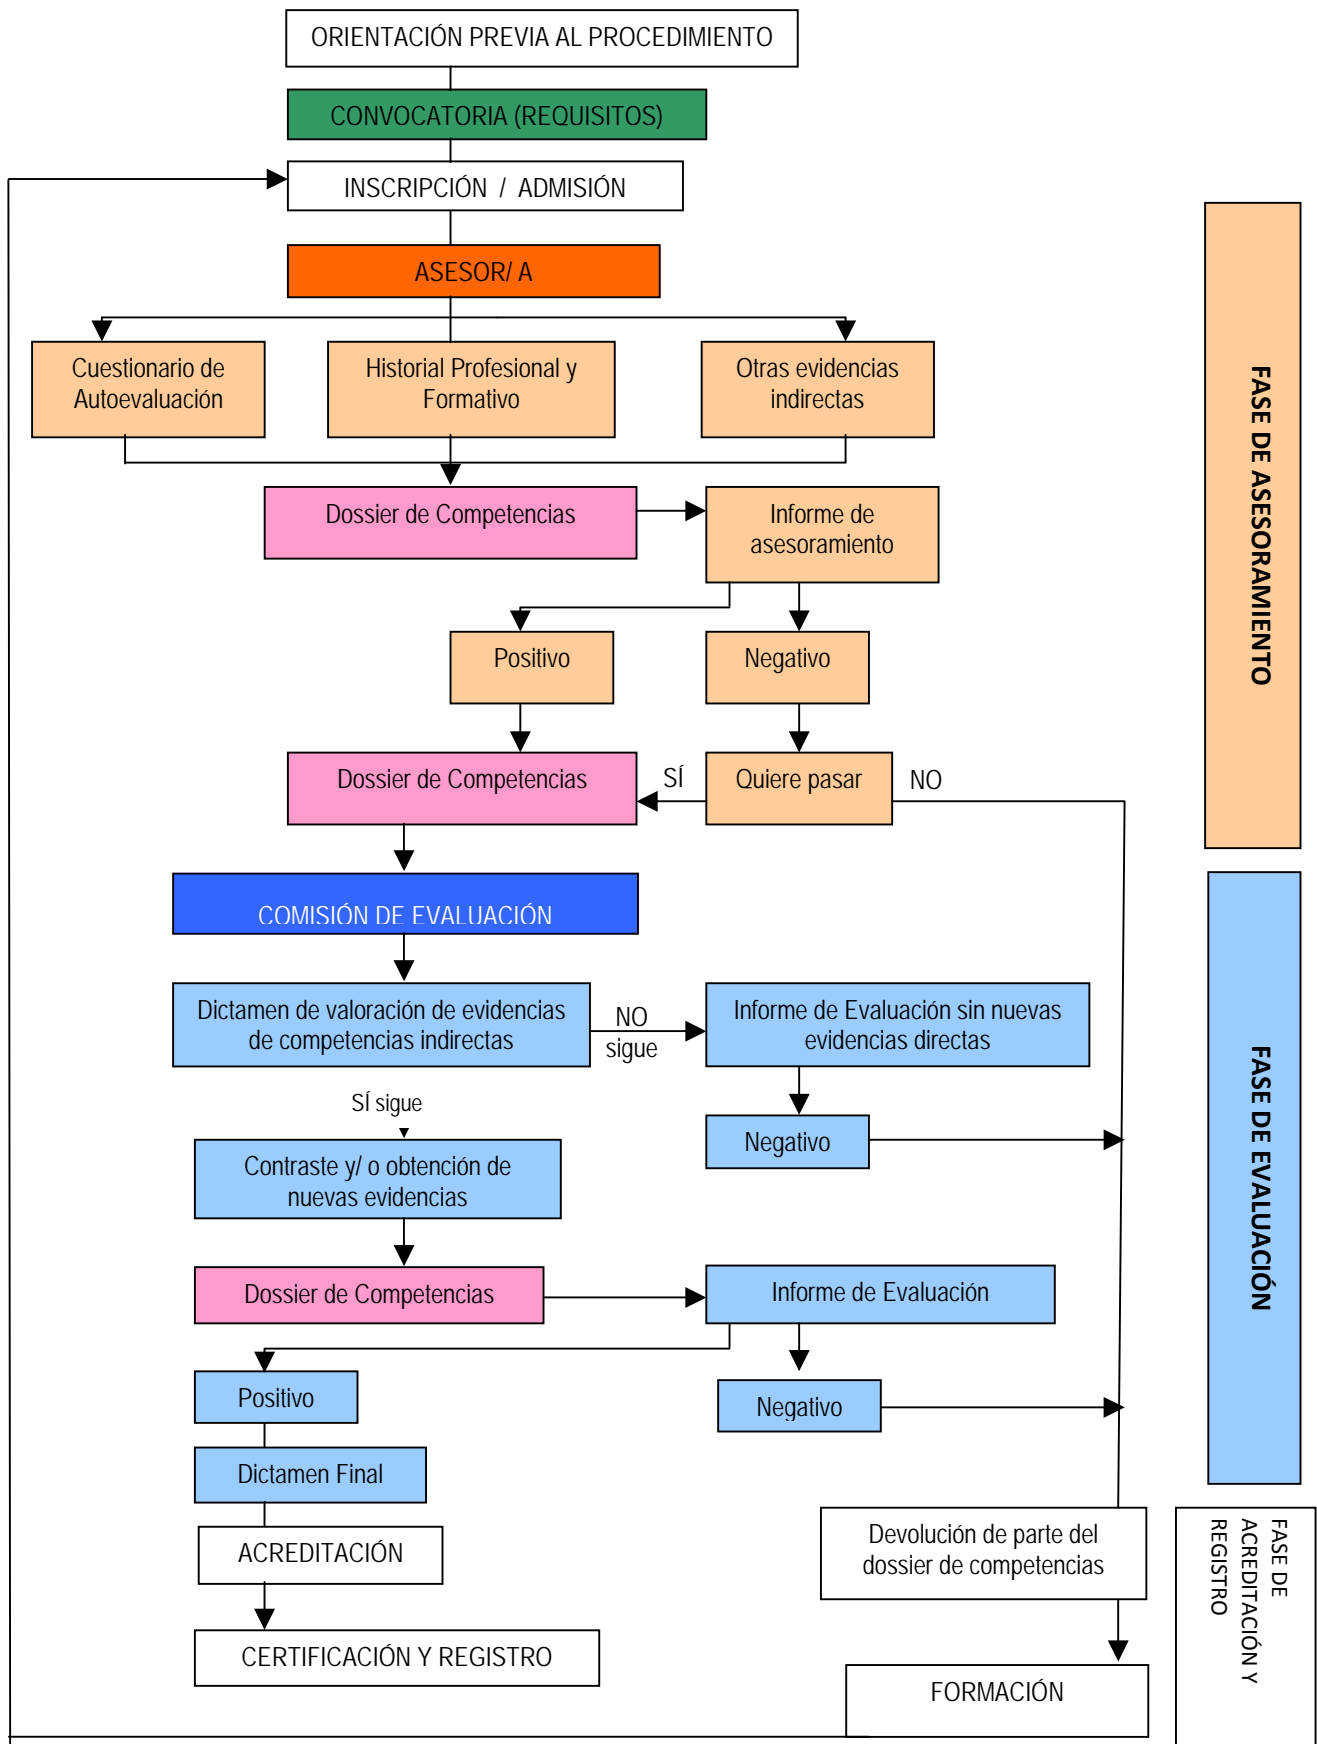 ORIENTACIÓN PREVIA AL PROCEDIMIENTO
CONVOCATORIA (REQUISITOS)
INSCRIPCIÓN / ADMISIÓN
ASESOR/ A
Cuestionario de
Autoevaluación
Historial Profesional y
Formativo
Otras evidencias
indirectas
Dossier de Competencias
Informe de
asesoramiento
Positivo
Negativo
Dossier de Competencias
SÍ
Quiere pasar
NO
FASE DE ASESORAMIENTO
COMISIÓN DE EVALUACIÓN
Dictamen de valoración de evidencias
de competencias indirectas
NO
sigue
Informe de Evaluación sin nuevas
evidencias directas
SÍ sigue
Negativo
Contraste y/ o obtención de
nuevas evidencias
Dossier de Competencias
Informe de Evaluación
Positivo
Negativo
Dictamen Final
FASE DE EVALUACIÓN
ACREDITACIÓN
Devolución de parte del
dossier de competencias
CERTIFICACIÓN Y REGISTRO
FORMACIÓN
FASE DE
ACREDITACIÓN Y
REGISTRO